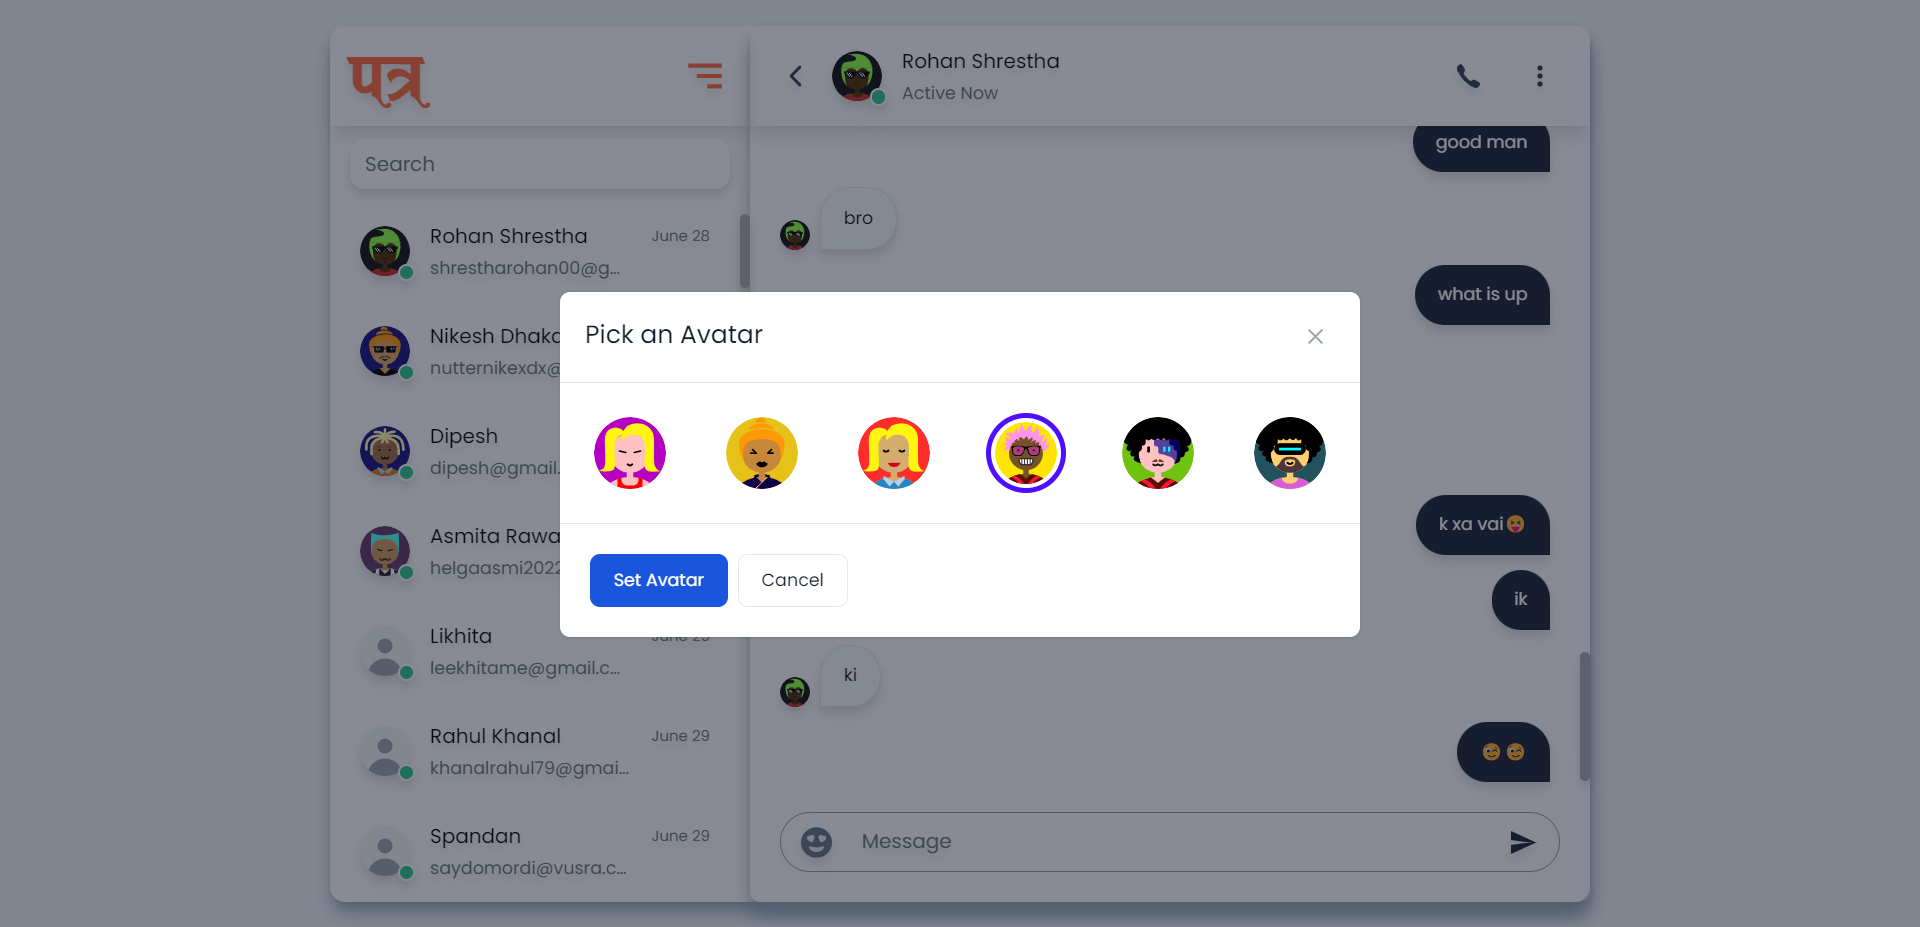 पत्र
Search
Rohan Shrestha
June 28
shrestharohan00@g...
Nikesh Dhaka
nutternikexdx@
Dipesh
dipesh@gmail.
Asmita Rawa
helgaasmi2022
Likhita
leekhitame@gmail.c...
Rahul Khanal
June 29
khanalrahul79@gmai...
Spandan
June 29
saydomordi@vusra.c...
Rohan Shrestha
Active Now
good man
bro
what is up
k xa vai😝
ik
ki
😉😉
Message
Pick an Avatar
Set Avatar
Cancel